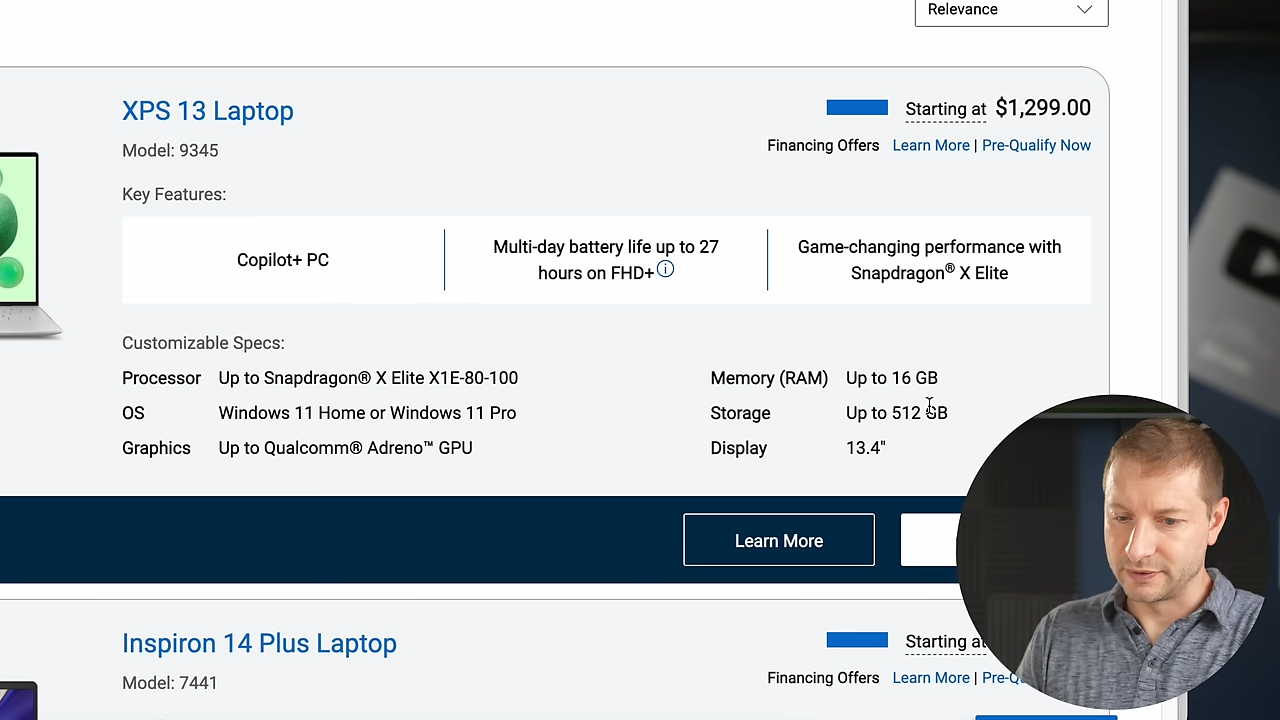 Relevance
XPS 13 Laptop
Starting at $1,299.00
Model: 9345
Financing Offers Learn More | Pre-Qualify Now
Key Features:
Copilot+ PC
Multi-day battery life up to 27
hours on FHD+
Game-changing performance with
Snapdragon® X Elite
Customizable Specs:
Processor Up to Snapdragon® X Elite X1E-80-100
Memory (RAM) Up to 16 GB
OS Windows 11 Home or Windows 11 Pro
Storage Up to 512 GB
Graphics Up to Qualcomm® Adreno™ GPU
Display 13.4"
Learn More
Inspiron 14 Plus Laptop
Starting at
Model: 7441
Financing Offers Learn More | Pre-Qu